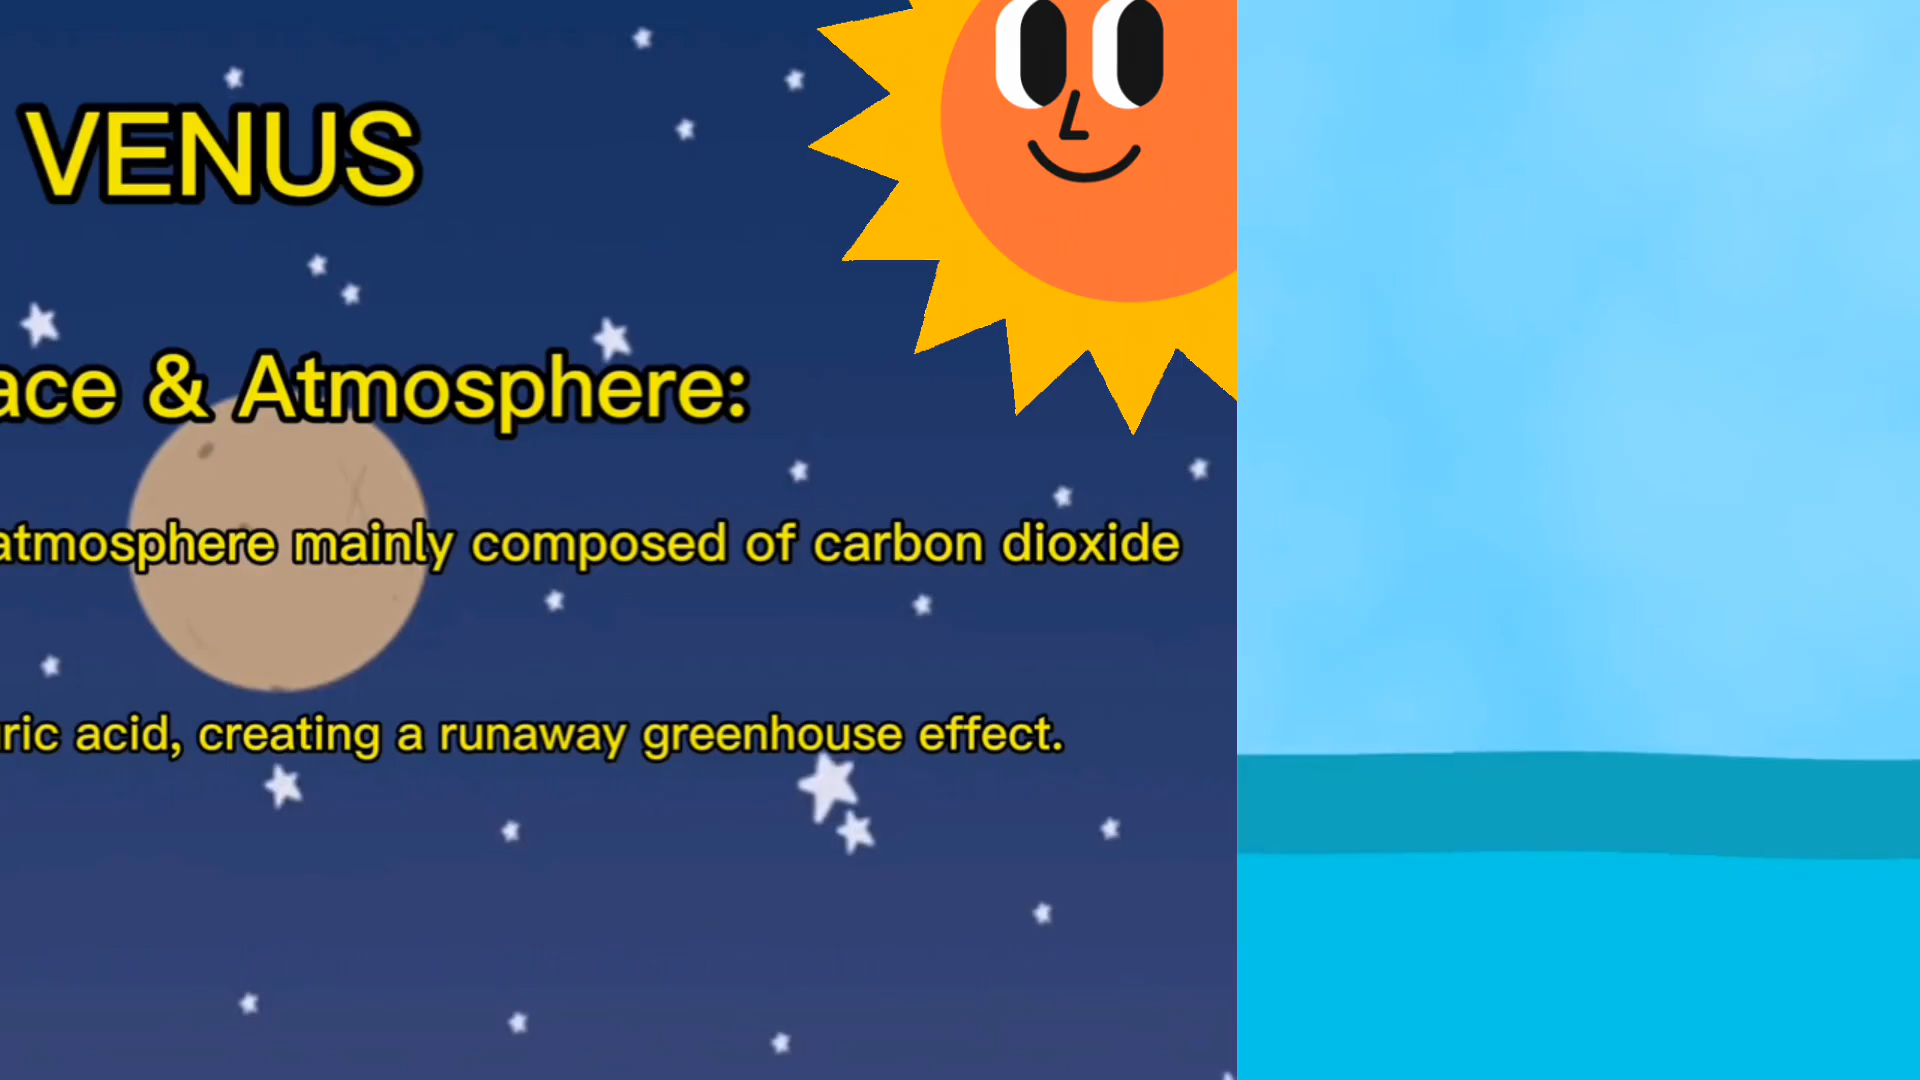 VENUS
ace & Atmosphere:
atmosphere mainly composed of carbon dioxide
ric acid, creating a runaway greenhouse effect.